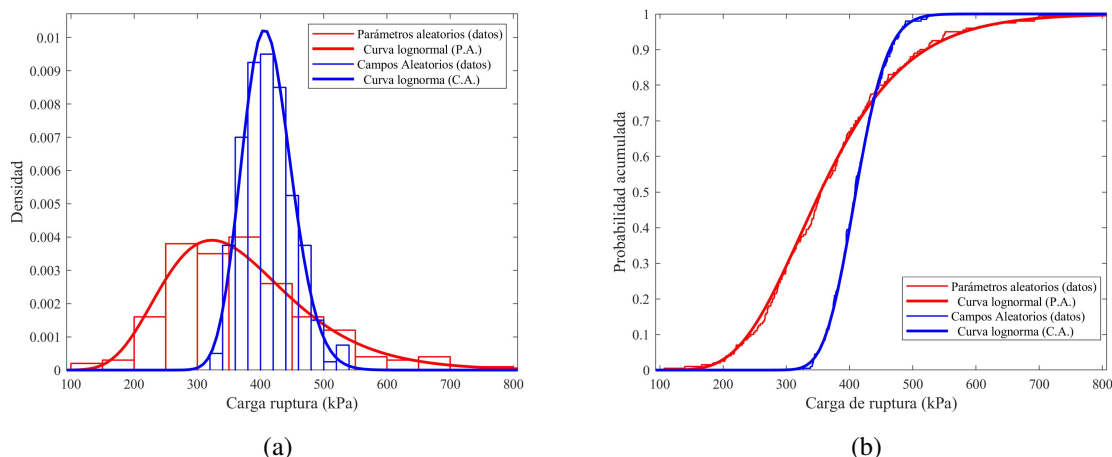 Parámetros aleatorios (datos)
Curva lognormal (P.A.)
Campos Aleatorios (datos)
Curva lognorma (C.A.)
0.01
0.009
0.008
0.007
0.006
0.005
0.004
0.003
0.002
0.001
0
Densidad
100 200 300 400 500 600 700 800
Carga ruptura (kPa)
(a)
1
0.9
0.8
0.7
0.6
0.5
0.4
0.3
0.2
0.1
0
Probabilidad acumulada
Parámetros aleatorios (datos)
Curva lognormal (P.A.)
Campos Aleatorios (datos)
Curva lognorma (C.A.)
100 200 300 400 500 600 700 800
Carga de ruptura (kPa)
(b)